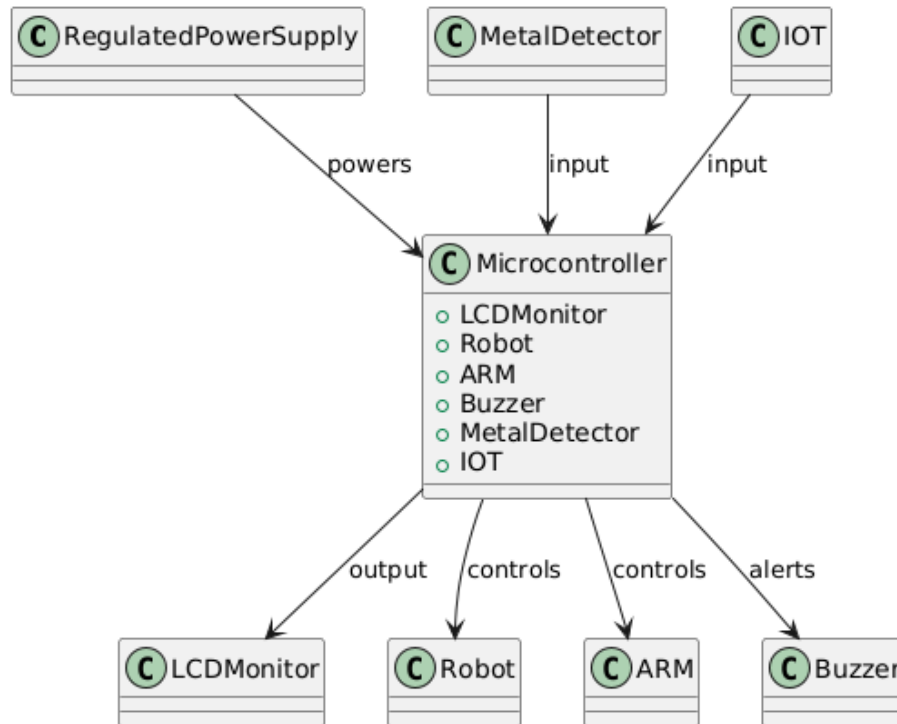 C RegulatedPowerSupply
C MetalDetector
C IOT
powers
input
input
C Microcontroller
LCDMonitor
Robot
ARM
Buzzer
MetalDetector
IOT
output
controls
controls
alerts
C LCDMonitor
C Robot
C ARM
C Buzzer